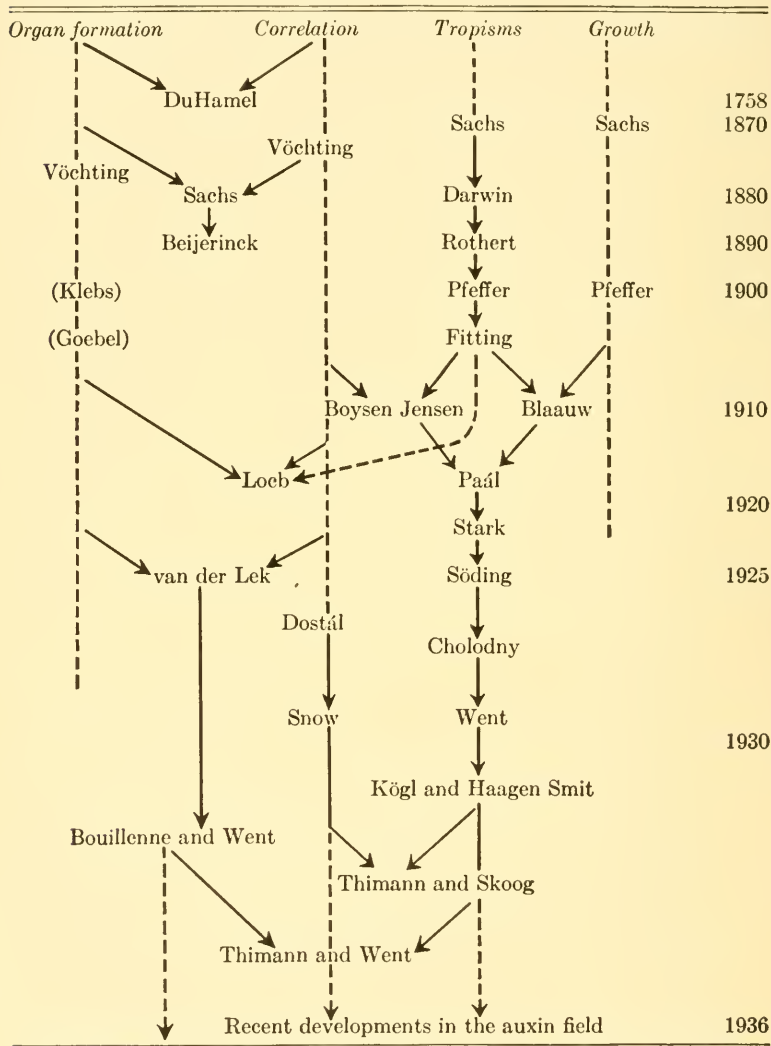 Organ formation Correlation Tropisms Growth
DuHamel 1758
Sachs Sachs 1870
Vöchting
Vöchting
Sachs Darwin 1880
Beijerinck Rothert 1890
(Klebs) Pfeffer Pfeffer 1900
(Goebel) Fitting
Boysen Jensen Blaauw 1910
Loeb Paál
1920
Stark
van der Lek Söding 1925
Dostál
Cholodny
Snow Went
1930
Kögl and Haagen Smit
Bouillenne and Went
Thimann and Skoog
Thimann and Went
Recent developments in the auxin field 1936